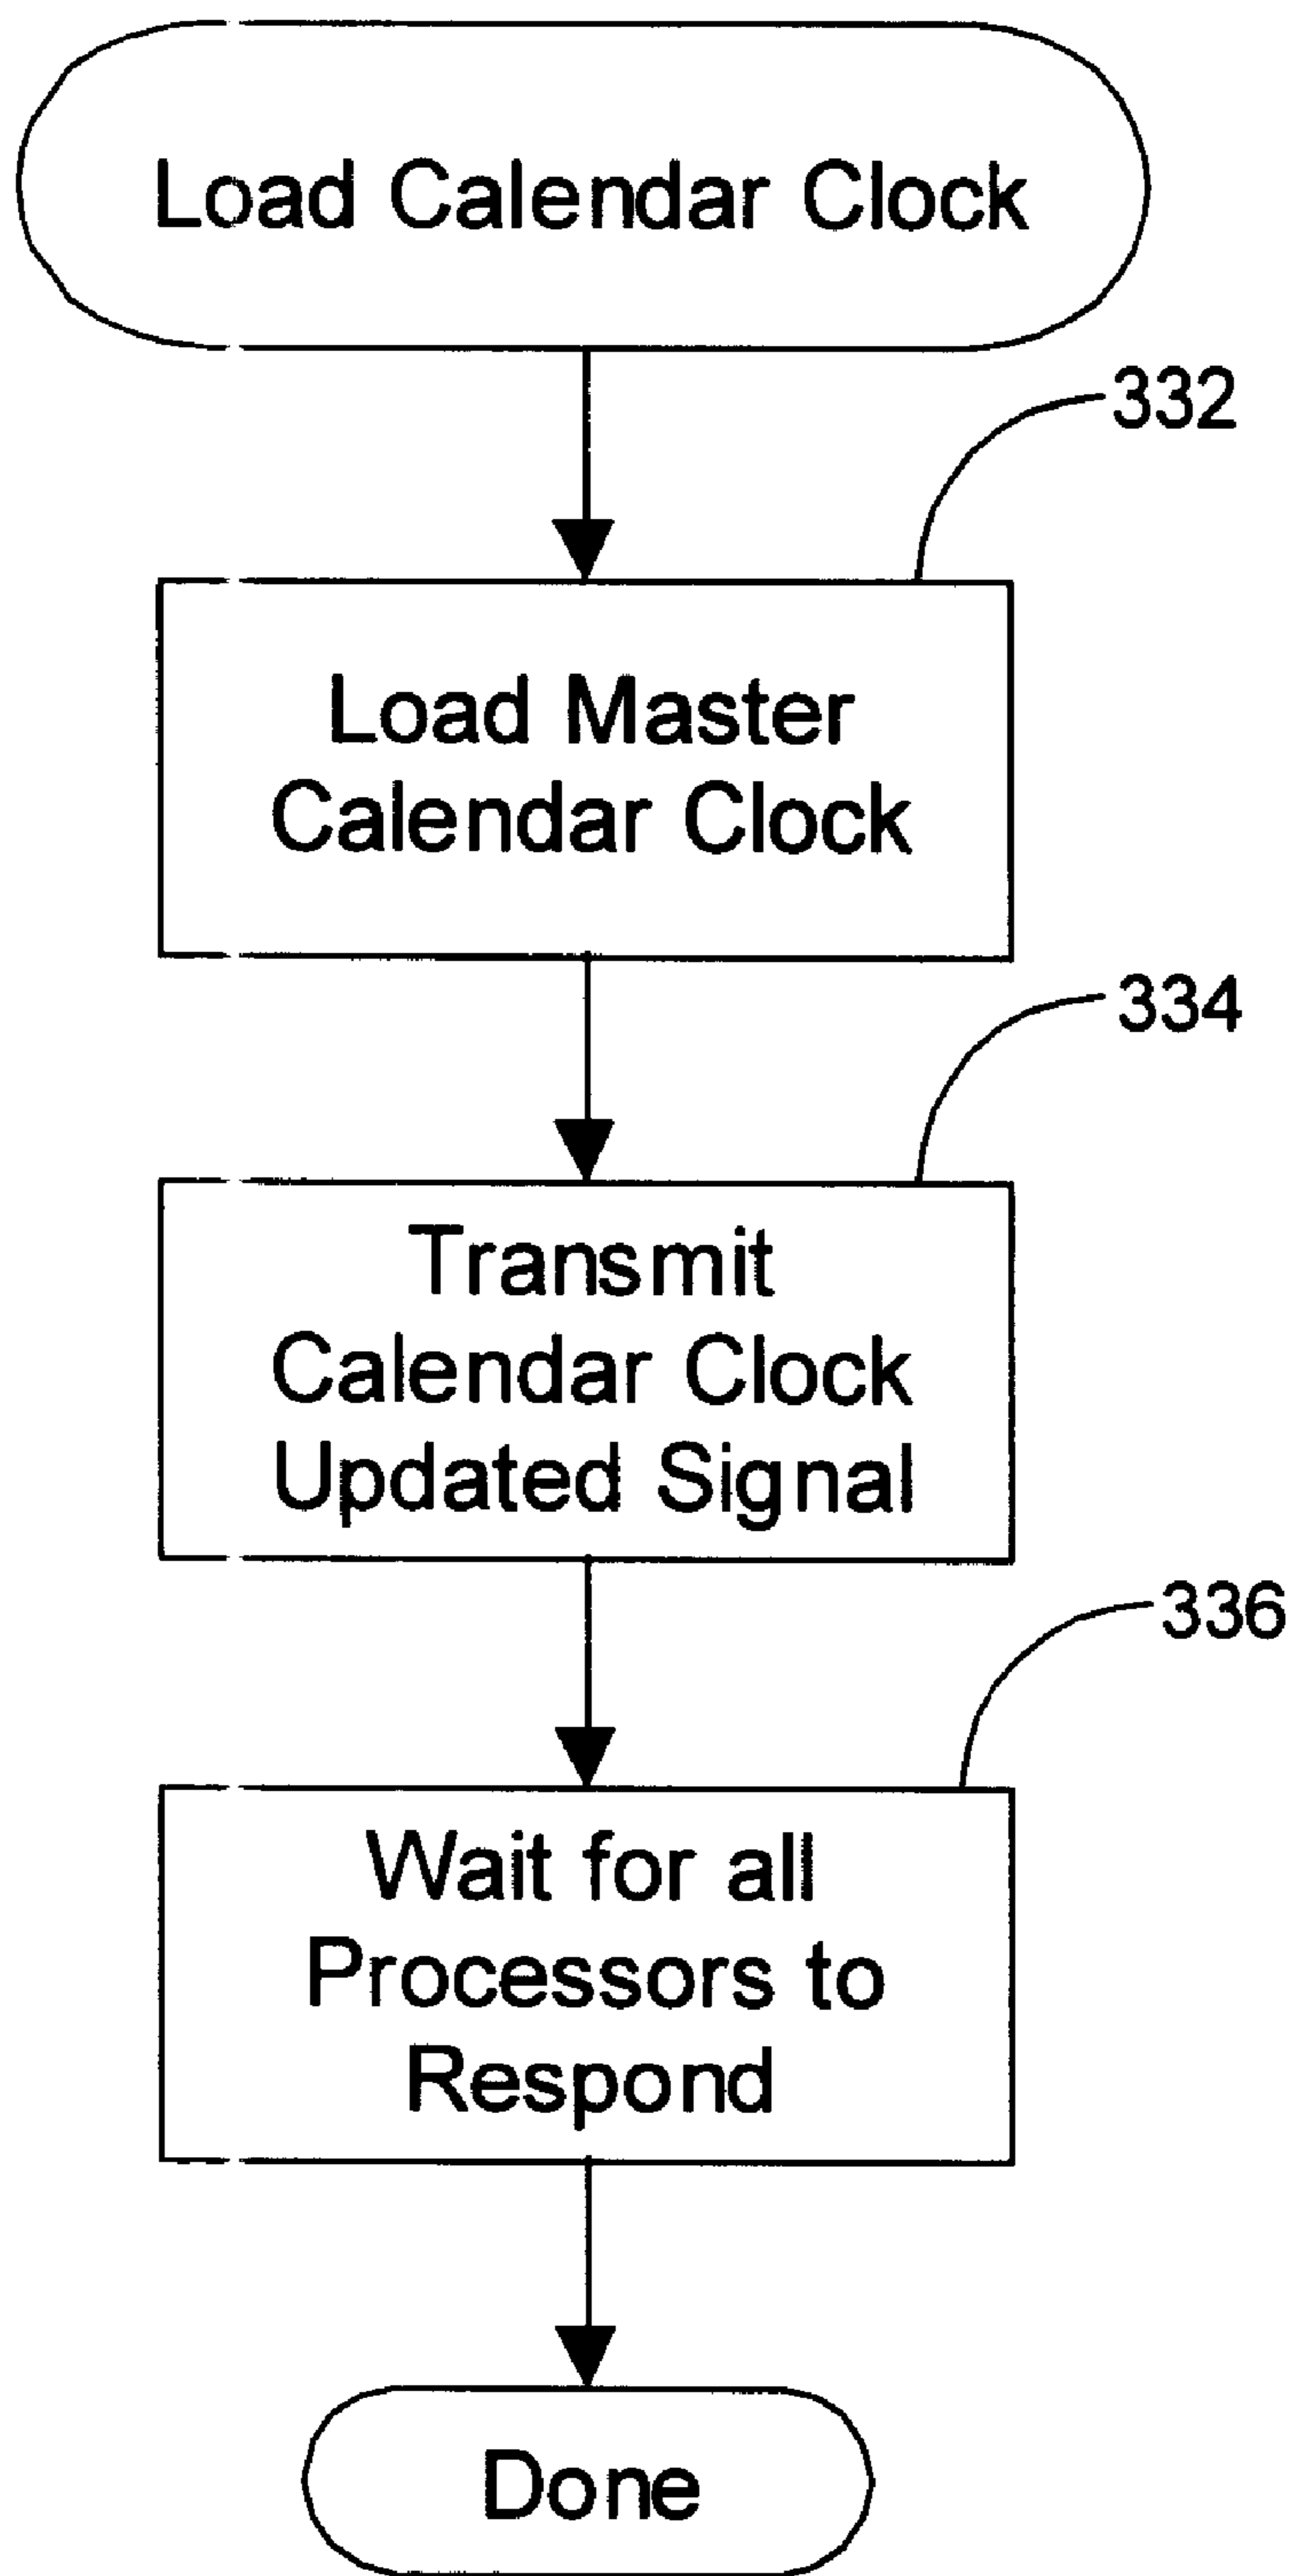 Load Calendar Clock
332
Load Master
Calendar Clock
334
Transmit
Calendar Clock
Updated Signal
336
Wait for all
Processors to
Respond
Done